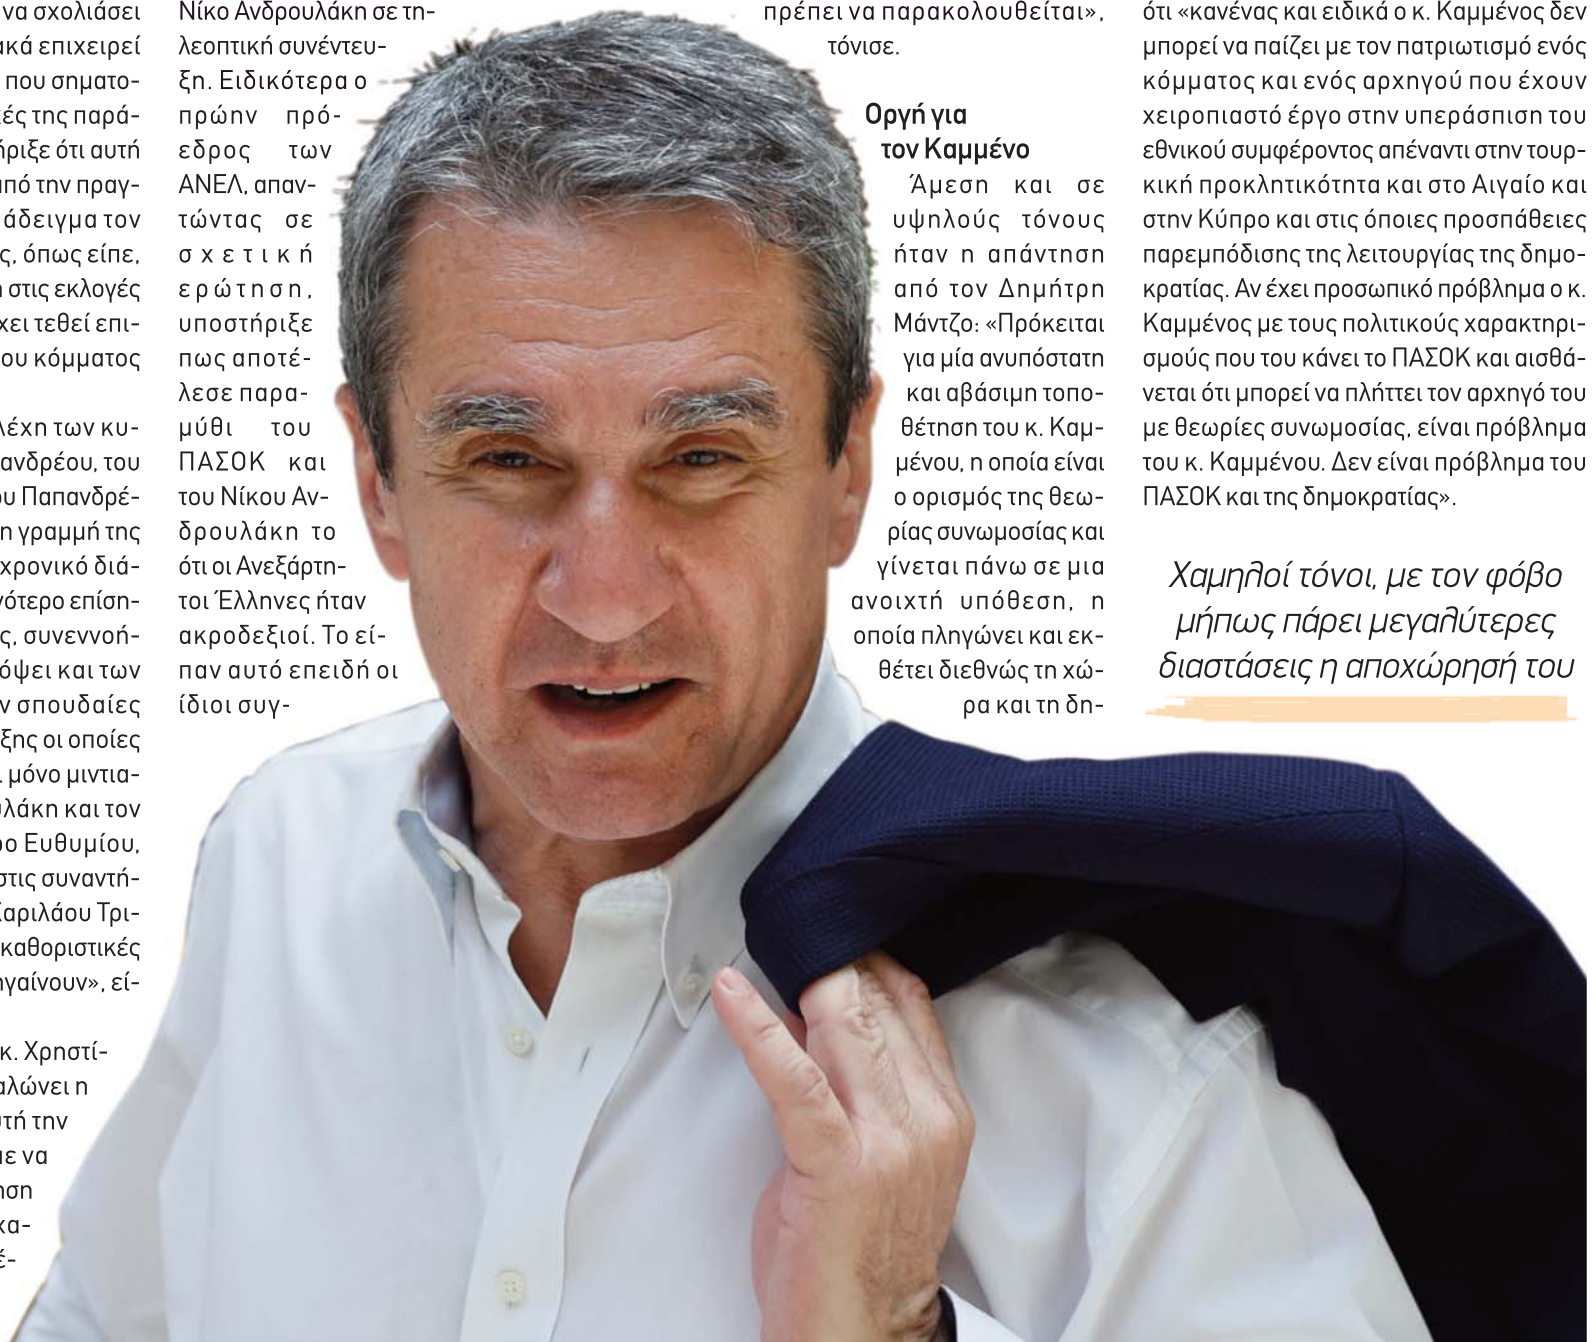 να σχολιάσει
ακά επιχειρεί
που σηματο-
ές της παρά-
ήριξε ότι αυτή
από την πραγ-
άδειγμα τον
ς, όπως είπε,
η στις εκλογές
χει τεθεί επι-
ου κόμματος
λέχη των κυ-
ανδρέου, του
ου Παπανδρέ-
η γραμμή της
χρονικό διά-
νότερο επίση-
ς, συνεννοή-
όψει και των
ν σπουδαίες
ξης οι οποίες
ι μόνο μιντια-
υλάκη και τον
ρο Ευθυμίου,
στις συναντή-
Χαριλάου Τρι-
καθοριστικές
ηγαίνουν», εί-
κ. Χρηστί-
αλώνει η
υτή την
με να
ηση
χα-
έ-
Νίκο Ανδρουλάκη σε τη-
λεοπτική συνέντευ-
ξη. Ειδικότερα ο
πρώην πρό-
εδρος των
ΑΝΕΛ, απαν-
τώντας σε
σχετική
ερώτηση,
υποστήριξε
πως αποτέ-
λεσε παρα-
μύθι του
ΠΑΣΟΚ και
του Νίκου Αν-
δρουλάκη το
ότι οι Ανεξάρτη-
τοι Έλληνες ήταν
ακροδεξιοί. Το εί-
παν αυτό επειδή οι
ίδιοι συγ-
πρέπει να παρακολουθείται»,
τόνισε.
Οργή για
τον Καμμένο
Άμεση και σε
υψηλούς τόνους
ήταν η απάντηση
από τον Δημήτρη
Μάντζο: «Πρόκειται
για μία ανυπόστατη
και αβάσιμη τοπο-
θέτηση του κ. Καμ-
μένου, η οποία είναι
ο ορισμός της θεω-
ρίας συνωμοσίας και
γίνεται πάνω σε μια
ανοιχτή υπόθεση, η
οποία πληγώνει και εκ-
θέτει διεθνώς τη χώ-
ρα και τη δη-
ότι «κανένας και ειδικά ο κ. Καμμένος δεν
μπορεί να παίζει με τον πατριωτισμό ενός
κόμματος και ενός αρχηγού που έχουν
χειροπιαστό έργο στην υπεράσπιση του
εθνικού συμφέροντος απέναντι στην τουρ-
κική προκλητικότητα και στο Αιγαίο και
στην Κύπρο και στις όποιες προσπάθειες
παρεμπόδισης της λειτουργίας της δημο-
κρατίας. Αν έχει προσωπικό πρόβλημα ο κ.
Καμμένος με τους πολιτικούς χαρακτηρι-
σμούς που του κάνει το ΠΑΣΟΚ και αισθά-
νεται ότι μπορεί να πλήττει τον αρχηγό του
με θεωρίες συνωμοσίας, είναι πρόβλημα
του κ. Καμμένου. Δεν είναι πρόβλημα του
ΠΑΣΟΚ και της δημοκρατίας».
Χαμηλοί τόνοι, με τον φόβο
μήπως πάρει μεγαλύτερες
διαστάσεις η αποχώρησή του